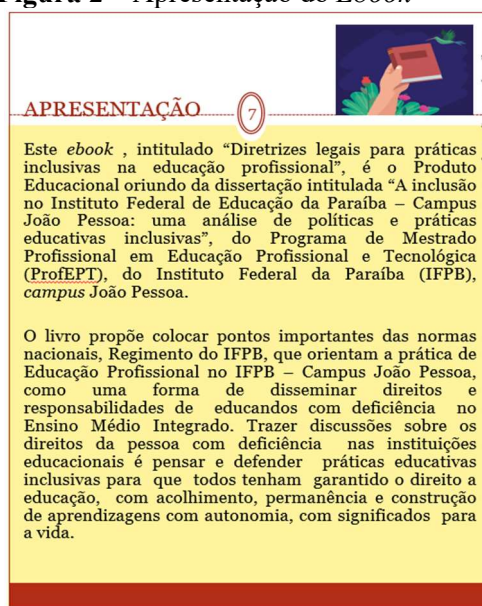 Figura 2 – Apresentação do Ebook
APRESENTAÇÃO
7
Este ebook , intitulado “Diretrizes legais para práticas
inclusivas na educação profissional”, é o Produto
Educacional oriundo da dissertação intitulada “A inclusão
no Instituto Federal de Educação da Paraíba – Campus
João Pessoa: uma análise de políticas e práticas
educativas inclusivas”, do Programa de Mestrado
Profissional em Educação Profissional e Tecnológica
(ProfEPT), do Instituto Federal da Paraíba (IFPB),
campus João Pessoa.
O livro propõe colocar pontos importantes das normas
nacionais, Regimento do IFPB, que orientam a prática de
Educação Profissional no IFPB – Campus João Pessoa,
como uma forma de disseminar direitos e
responsabilidades de educandos com deficiência no
Ensino Médio Integrado. Trazer discussões sobre os
direitos da pessoa com deficiência nas instituições
educacionais é pensar e defender práticas educativas
inclusivas para que todos tenham garantido o direito a
educação, com acolhimento, permanência e construção
de aprendizagens com autonomia, com significados para
a vida.